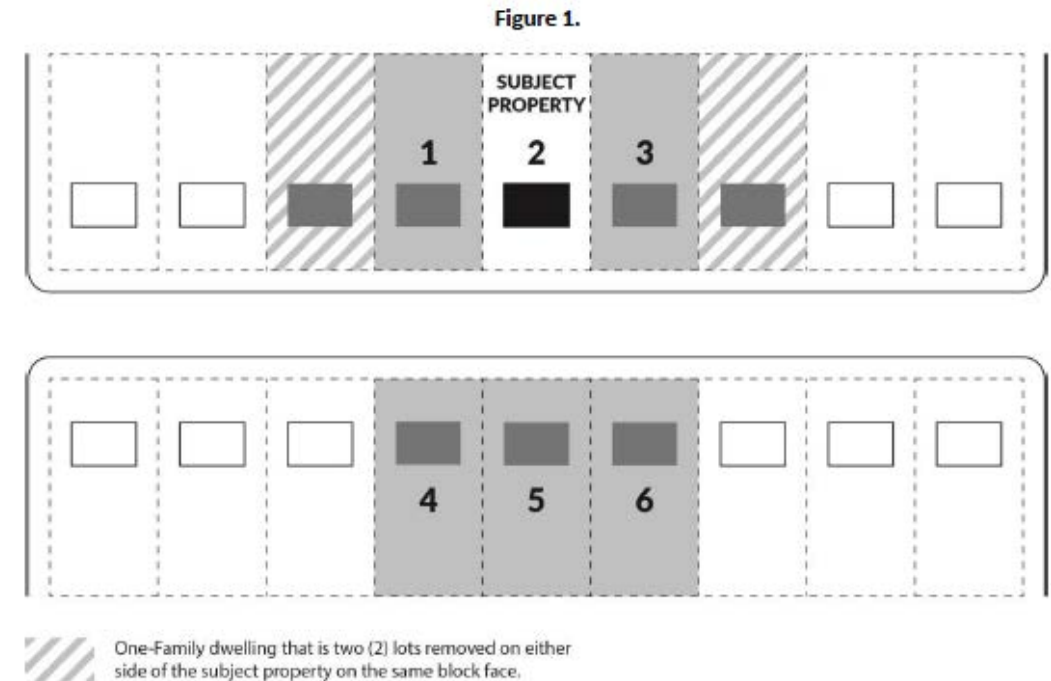 Figure 1.
SUBJECT
PROPERTY
1
2
3
4
5
6
One-Family dwelling that is two (2) lots removed on either
side of the subject property on the same block face.